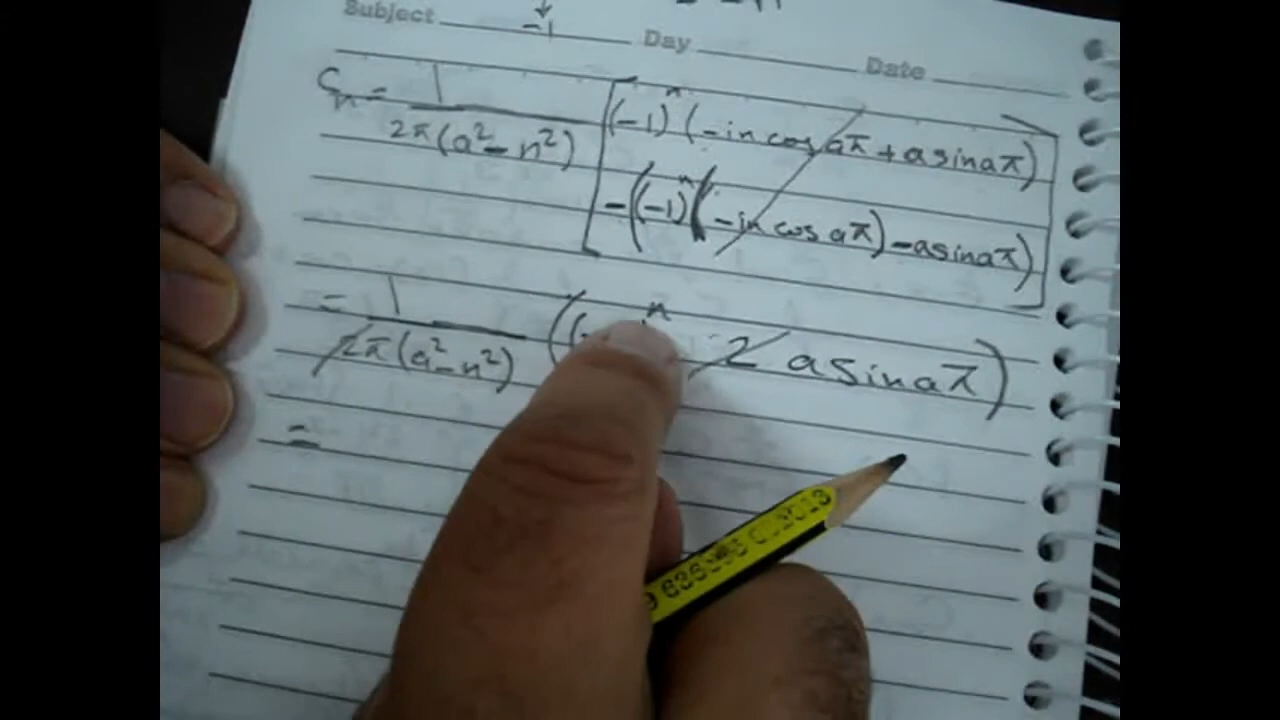 Subject Day Date
-1
Cn = 1 / 2π(a² - n²) [ (-1)ⁿ (-in cos aπ + a sin aπ)
- ( (-1)ⁿ ( -in cos aπ) - a sin aπ) ]
= 1 / 2π(a² - n²) ( ( n 2 a sin aπ )
=